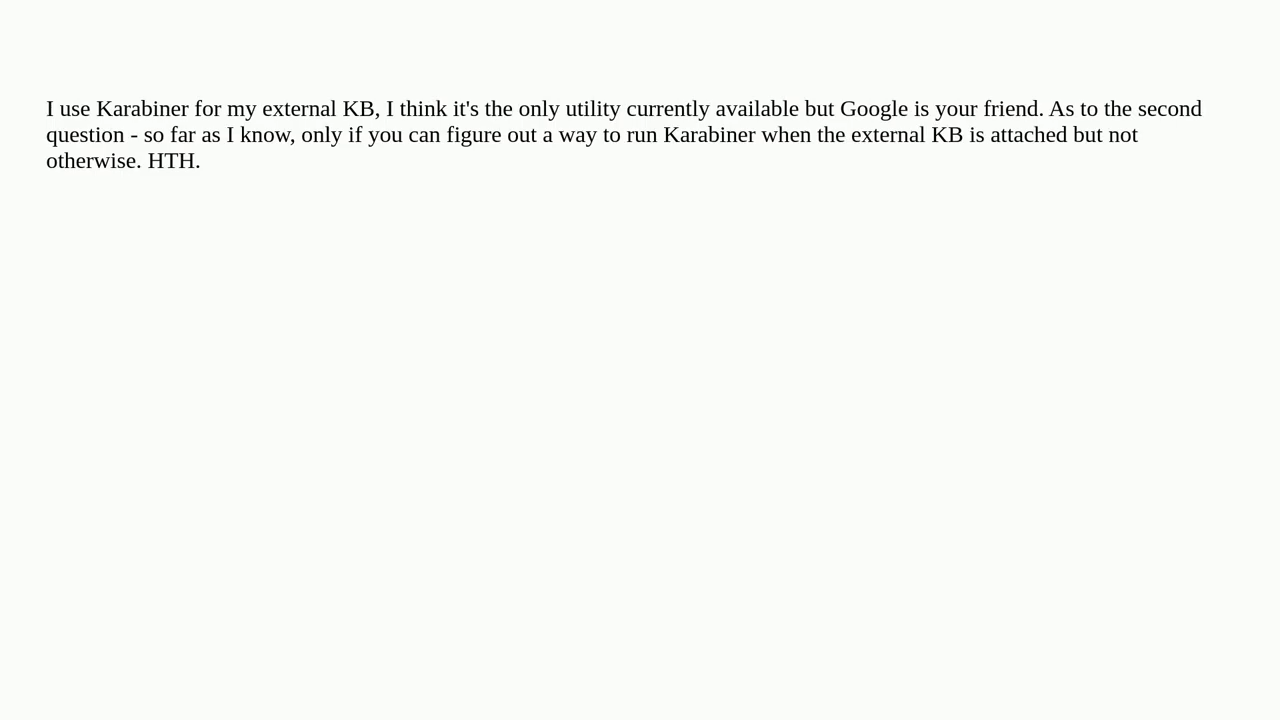 I use Karabiner for my external KB, I think it's the only utility currently available but Google is your friend. As to the second
question - so far as I know, only if you can figure out a way to run Karabiner when the external KB is attached but not
otherwise. HTH.